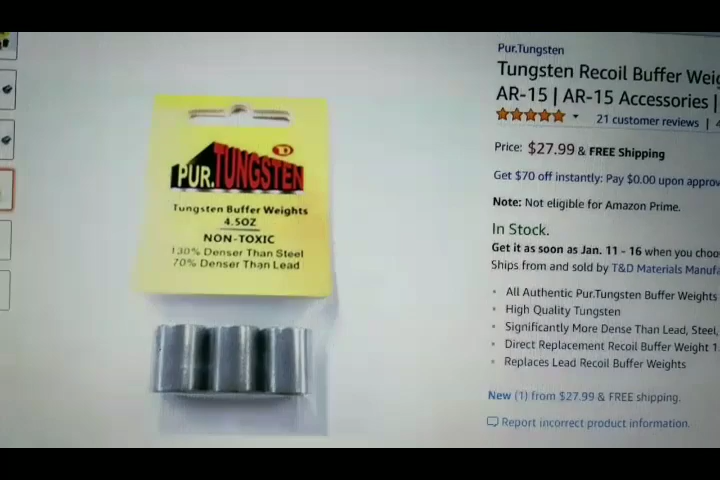 PUR.TUNGSTEN
Tungsten Buffer Weights
4.5OZ
NON-TOXIC
130% Denser Than Steel
70% Denser Than Lead
Pur.Tungsten
Tungsten Recoil Buffer
AR-15 | AR-15 Accessories |
21 customer reviews |
Price: $27.99 & FREE Shipping
Get $70 off instantly: Pay $0.00 upon
Note: Not eligible for Amazon Prime.
In Stock.
Get it as soon as Jan. 11 - 16 when you
Ships from and sold by T&D Materials
All Authentic Pur.Tungsten Buffer Weights
High Quality Tungsten
Significantly More Dense Than Lead, Steel,
Direct Replacement Recoil Buffer Weight
Replaces Lead Recoil Buffer Weights
New (1) from $27.99 & FREE shipping.
Report incorrect product information.